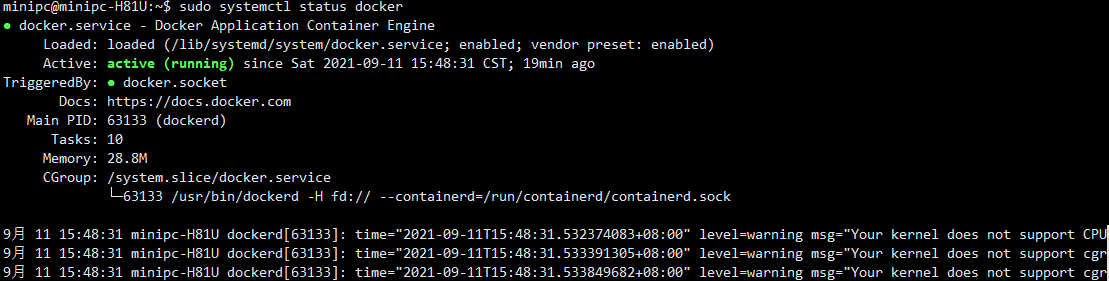 minipc@minipc-H81U:~$ sudo systemctl status docker
● docker.service - Docker Application Container Engine
Loaded: loaded (/lib/systemd/system/docker.service; enabled; vendor preset: enabled)
Active: active (running) since Sat 2021-09-11 15:48:31 CST; 19min ago
TriggeredBy: ● docker.socket
Docs: https://docs.docker.com
Main PID: 63133 (dockerd)
Tasks: 10
Memory: 28.8M
CGroup: /system.slice/docker.service
└─63133 /usr/bin/dockerd -H fd:// --containerd=/run/containerd/containerd.sock
9月 11 15:48:31 minipc-H81U dockerd[63133]: time="2021-09-11T15:48:31.532374083+08:00" level=warning msg="Your kernel does not support CPU
9月 11 15:48:31 minipc-H81U dockerd[63133]: time="2021-09-11T15:48:31.533391305+08:00" level=warning msg="Your kernel does not support cgr
9月 11 15:48:31 minipc-H81U dockerd[63133]: time="2021-09-11T15:48:31.533849682+08:00" level=warning msg="Your kernel does not support cgr